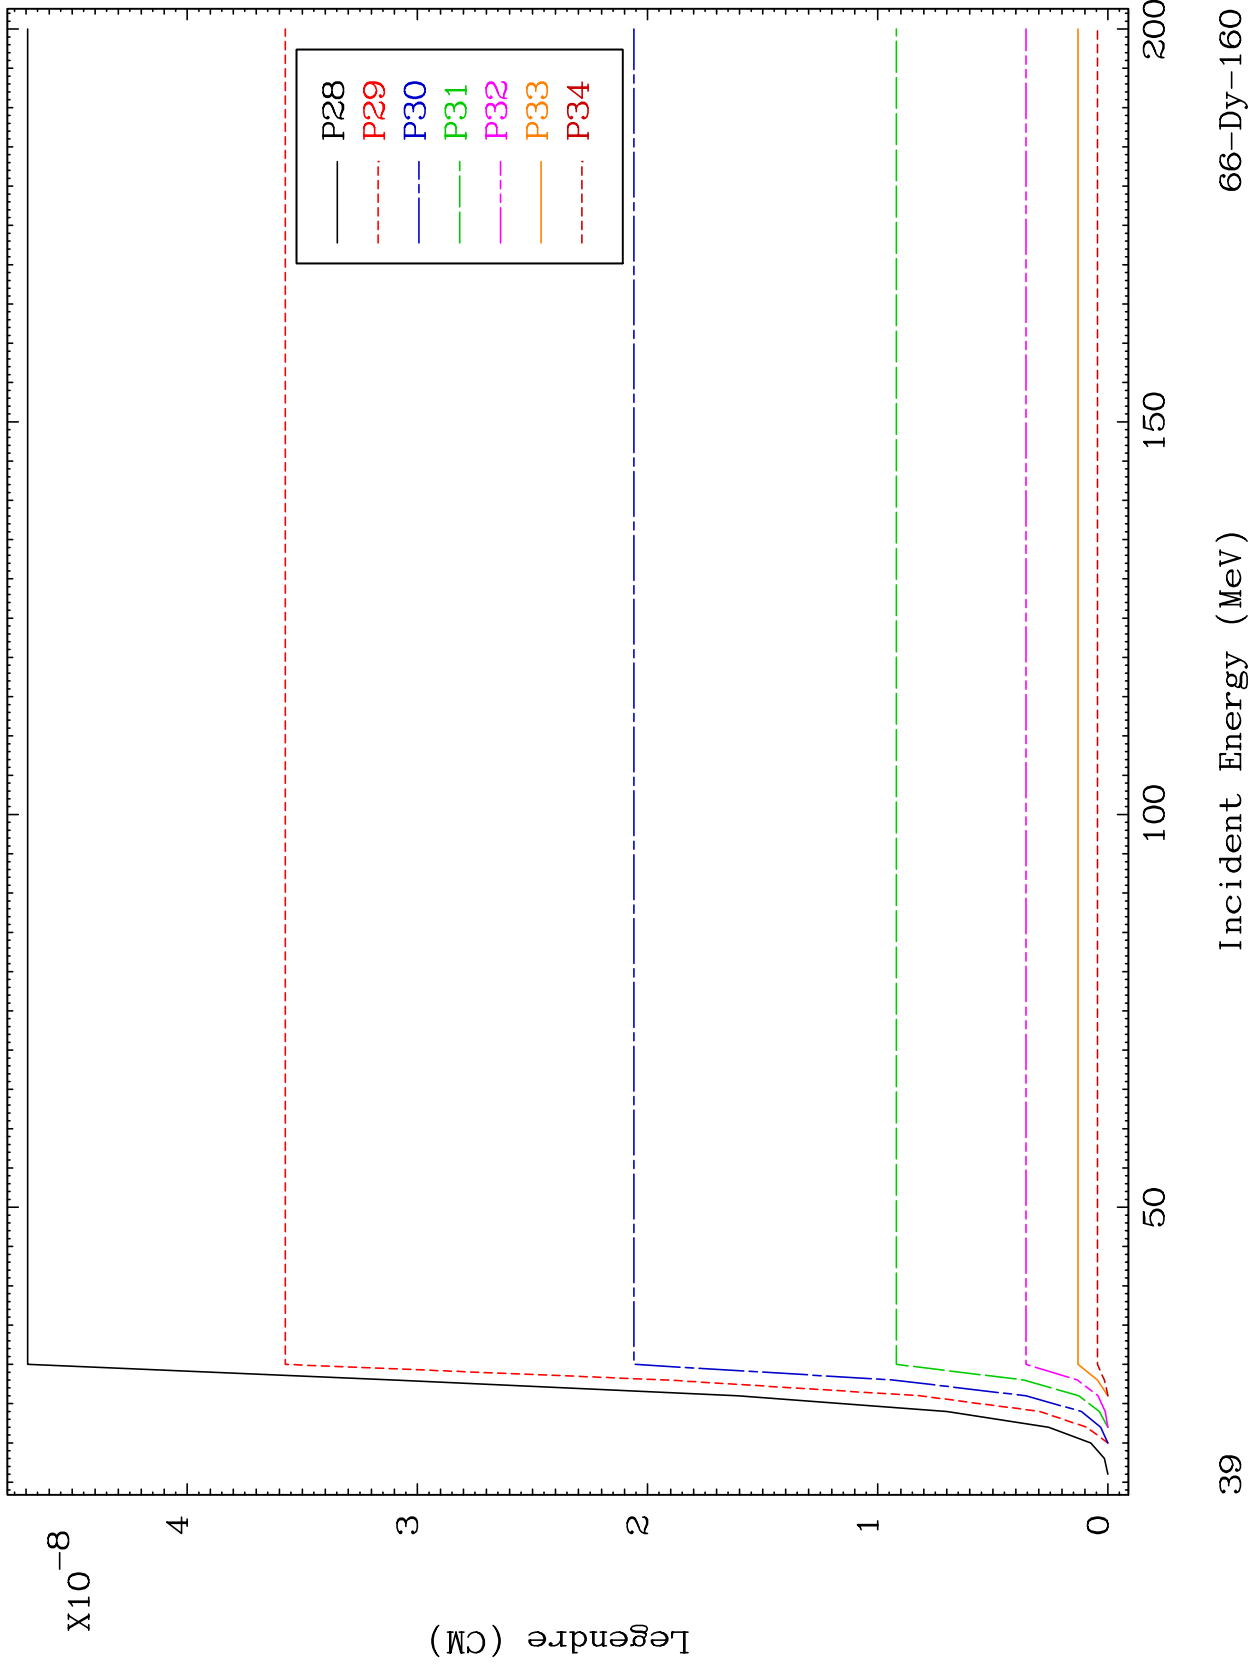 X10-8
Legendre (CM)
4
3
2
1
0
P28
P29
P30
P31
P32
P33
P34
50
100
150
200
39
Incident Energy (MeV)
66-Dy-160